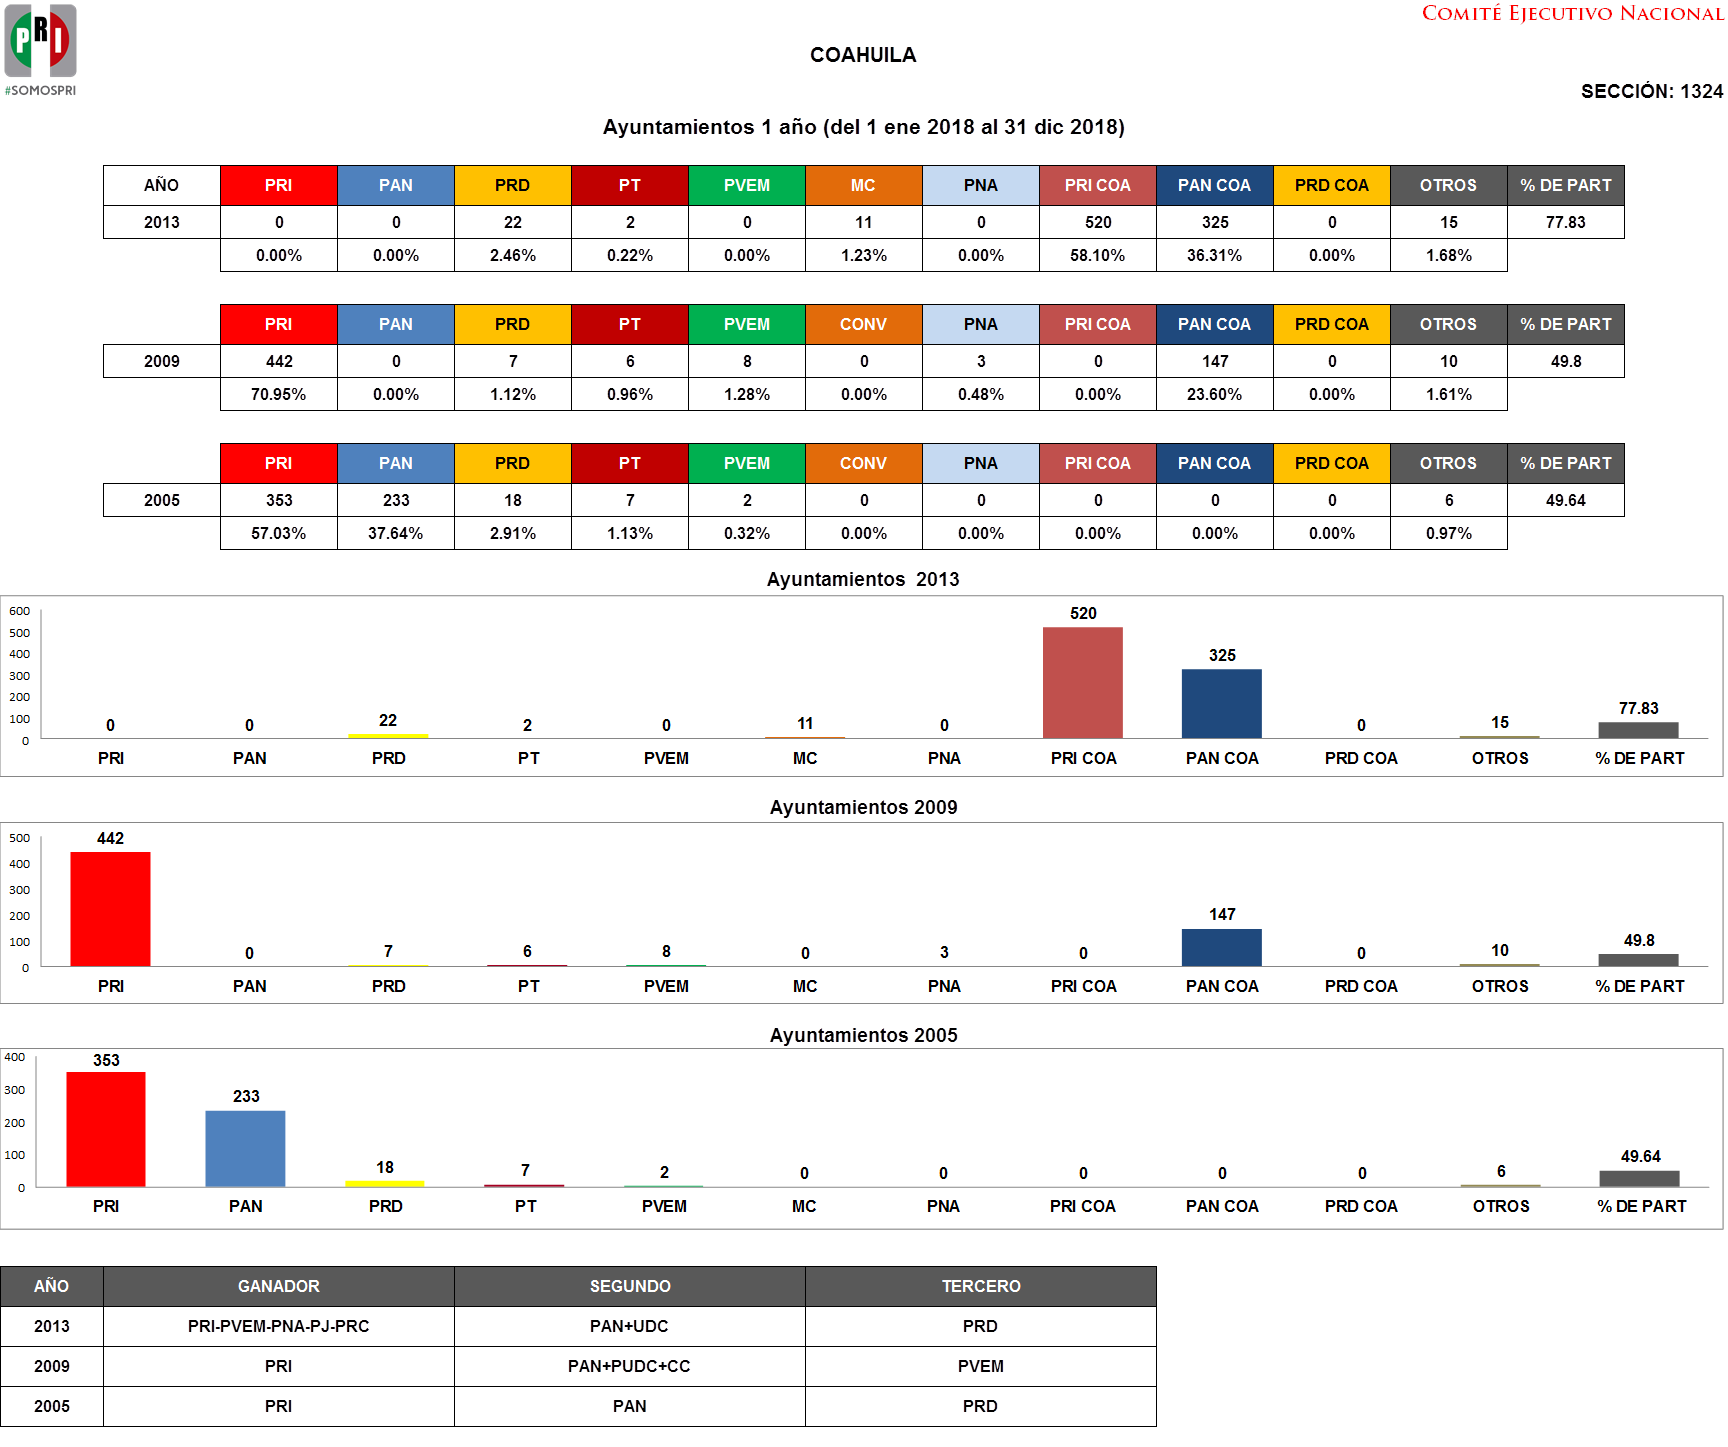 COMITÉ EJECUTIVO NACIONAL
PRI
#SOMOSPRI
COAHUILA
SECCIÓN: 1324
Ayuntamientos 1 año (del 1 ene 2018 al 31 dic 2018)
AÑO PRI PAN PRD PT PVEM MC PNA PRI COA PAN COA PRD COA OTROS % DE PART
2013 0 0 22 2 0 11 0 520 325 0 15 77.83
0.00% 0.00% 2.46% 0.22% 0.00% 1.23% 0.00% 58.10% 36.31% 0.00% 1.68%
PRI PAN PRD PT PVEM CONV PNA PRI COA PAN COA PRD COA OTROS % DE PART
2009 442 0 7 6 8 0 3 0 147 0 10 49.8
70.95% 0.00% 1.12% 0.96% 1.28% 0.00% 0.48% 0.00% 23.60% 0.00% 1.61%
PRI PAN PRD PT PVEM CONV PNA PRI COA PAN COA PRD COA OTROS % DE PART
2005 353 233 18 7 2 0 0 0 0 0 6 49.64
57.03% 37.64% 2.91% 1.13% 0.32% 0.00% 0.00% 0.00% 0.00% 0.00% 0.97%
Ayuntamientos 2013
600
500
400
300
200
100
0
0 0 22 2 0 11 0 520 325 0 15 77.83
PRI PAN PRD PT PVEM MC PNA PRI COA PAN COA PRD COA OTROS % DE PART
Ayuntamientos 2009
500
400
300
200
100
0
442 0 7 6 8 0 3 0 147 0 10 49.8
PRI PAN PRD PT PVEM MC PNA PRI COA PAN COA PRD COA OTROS % DE PART
Ayuntamientos 2005
400
300
200
100
0
353 233 18 7 2 0 0 0 0 0 6 49.64
PRI PAN PRD PT PVEM MC PNA PRI COA PAN COA PRD COA OTROS % DE PART
AÑO GANADOR SEGUNDO TERCERO
2013 PRI-PVEM-PNA-PJ-PRC PAN+UDC PRD
2009 PRI PAN+PUDC+CC PVEM
2005 PRI PAN PRD